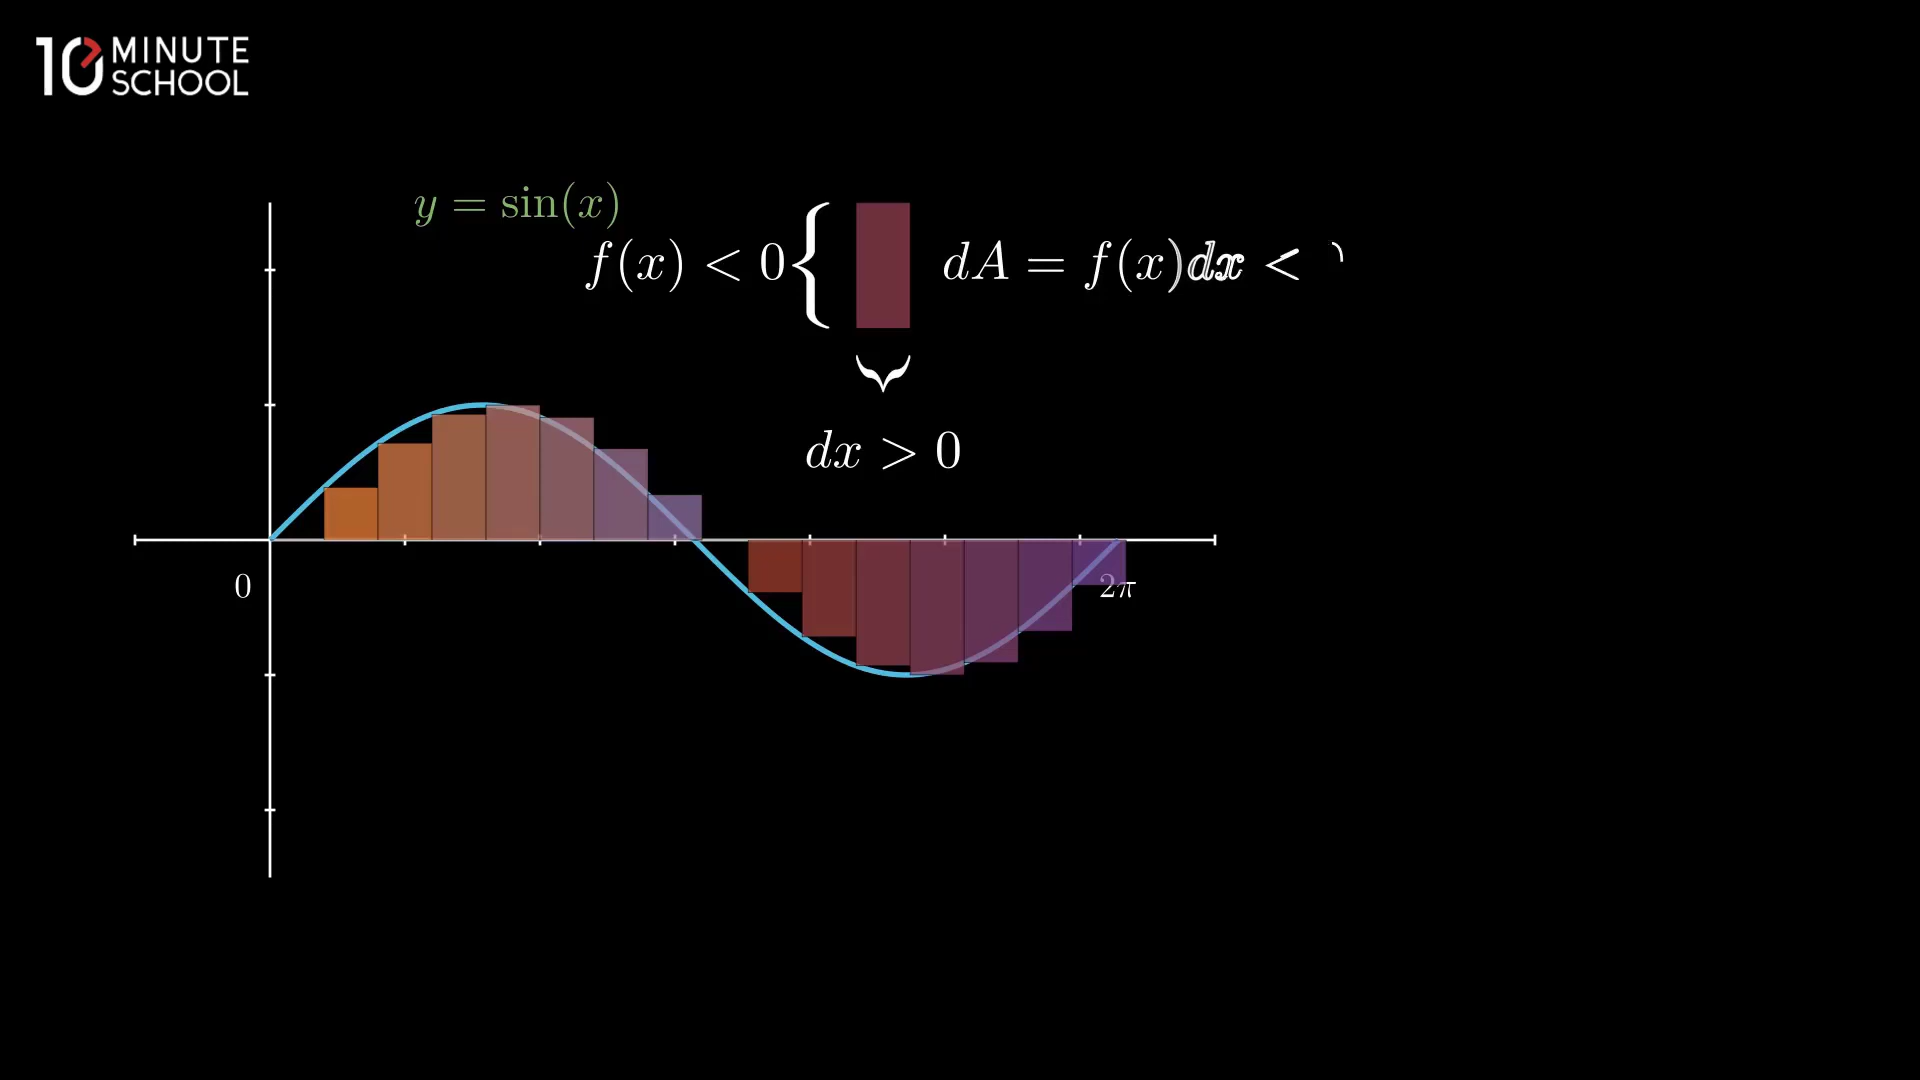 10 MINUTE
SCHOOL
y = sin(x)
f(x) < 0 { dA = f(x)dx <
dx > 0
0
2π